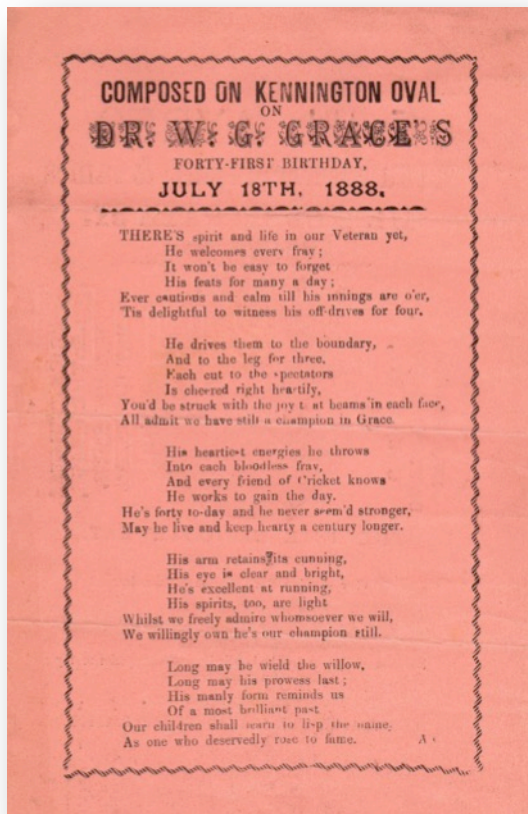 COMPOSED ON KENNINGTON OVAL
ON
DR. W. G. GRACE'S
FORTY-FIRST BIRTHDAY,
JULY 18TH, 1888.
THERE'S spirit and life in our Veteran yet,
He welcomes every fray;
It won't be easy to forget
His feats for many a day;
Ever cautious and calm till his innings are o'er,
'Tis delightful to witness his off-drives for four.
He drives them to the boundary,
And to the leg for three,
Each cut to the spectators
Is cheered right heartily,
You'd be struck with the joy t at beams in each face,
All admit we have still a champion in Grace.
His heartiest energies he throws
Into each bloodless fray,
And every friend of Cricket knows
He works to gain the day.
He's forty to-day and he never seem'd stronger,
May he live and keep hearty a century longer.
His arm retains its cunning,
His eye is clear and bright,
He's excellent at running,
His spirits, too, are light
Whilst we freely admire whomsoever we will,
We willingly own he's our champion still.
Long may he wield the willow,
Long may his prowess last;
His manly form reminds us
Of a most brilliant past
Our children shall learn to lisp the name,
As one who deservedly rose to fame.